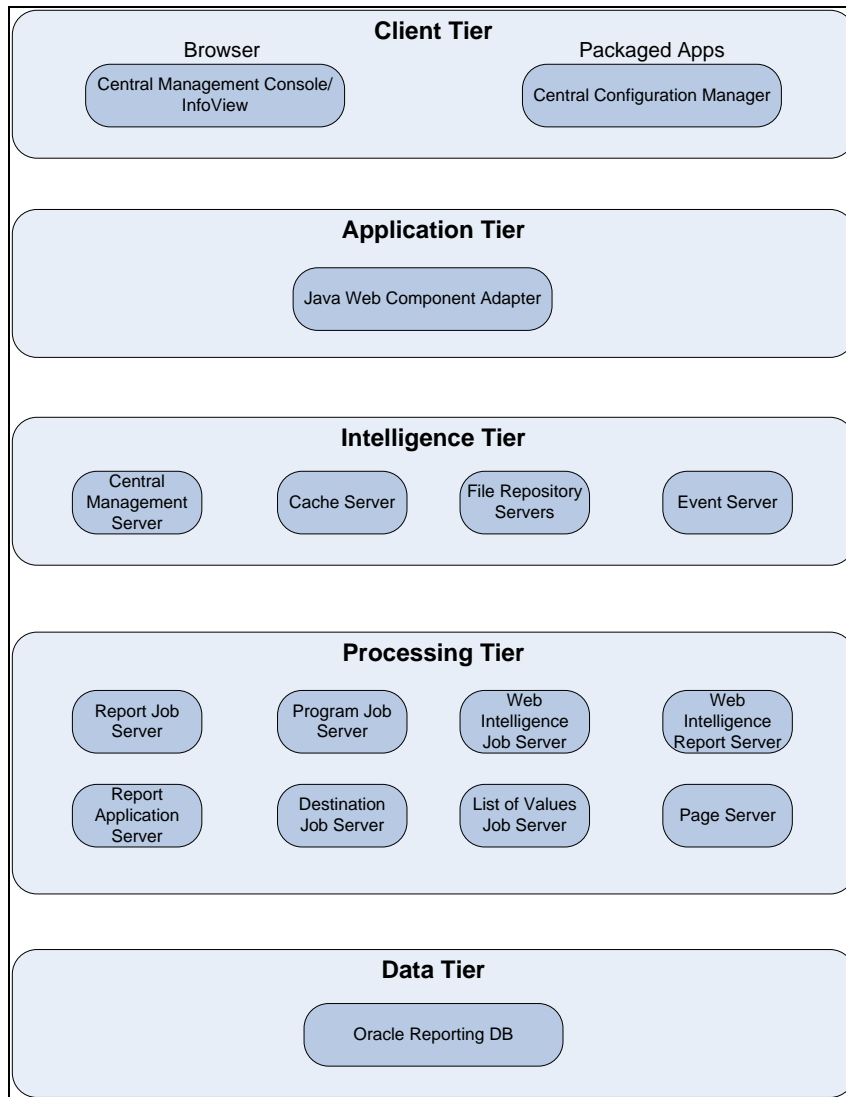 Client Tier
Browser
Packaged Apps
Central Management Console/
InfoView
Central Configuration Manager
Application Tier
Java Web Component Adapter
Intelligence Tier
Central
Management
Server
Cache Server
File Repository
Servers
Event Server
Processing Tier
Report Job
Server
Program Job
Server
Web
Intelligence
Job Server
Web
Intelligence
Report Server
Report
Application
Server
Destination
Job Server
List of Values
Job Server
Page Server
Data Tier
Oracle Reporting DB